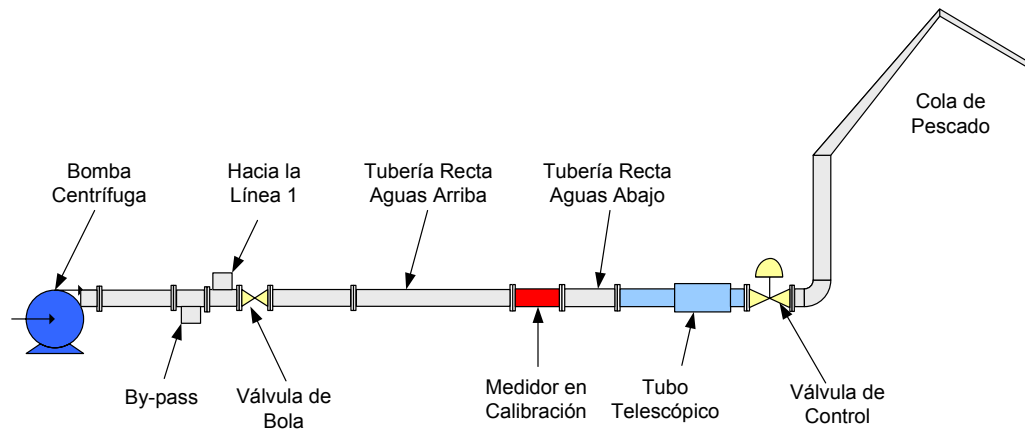 Cola de
Pescado
Bomba
Centrífuga
Hacia la
Línea 1
Tubería Recta
Aguas Arriba
Tubería Recta
Aguas Abajo
By-pass
Válvula de
Bola
Medidor en
Calibración
Tubo
Telescópico
Válvula de
Control